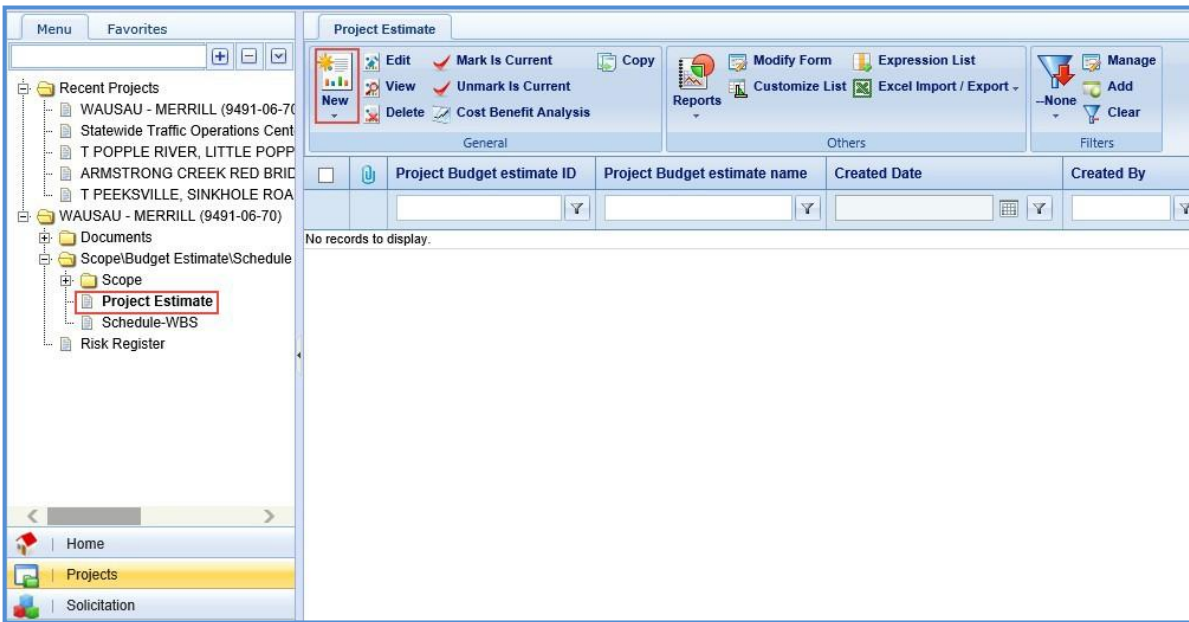 Menu
Favorites
Recent Projects
WAUSAU - MERRILL (9491-06-70
Statewide Traffic Operations Cent
T POPPLE RIVER, LITTLE POPP
ARMSTRONG CREEK RED BRID
T PEEKSVILLE, SINKHOLE ROA
WAUSAU - MERRILL (9491-06-70)
Documents
Scope\Budget Estimate\Schedule
Scope
Project Estimate
Schedule-WBS
Risk Register
Home
Projects
Solicitation
Project Estimate
New
Edit
View
Delete
Mark Is Current
Unmark Is Current
Cost Benefit Analysis
Copy
General
Reports
Modify Form
Customize List
Expression List
Excel Import / Export
Others
--None
Manage
Add
Clear
Filters
Project Budget estimate ID
Project Budget estimate name
Created Date
Created By
No records to display.